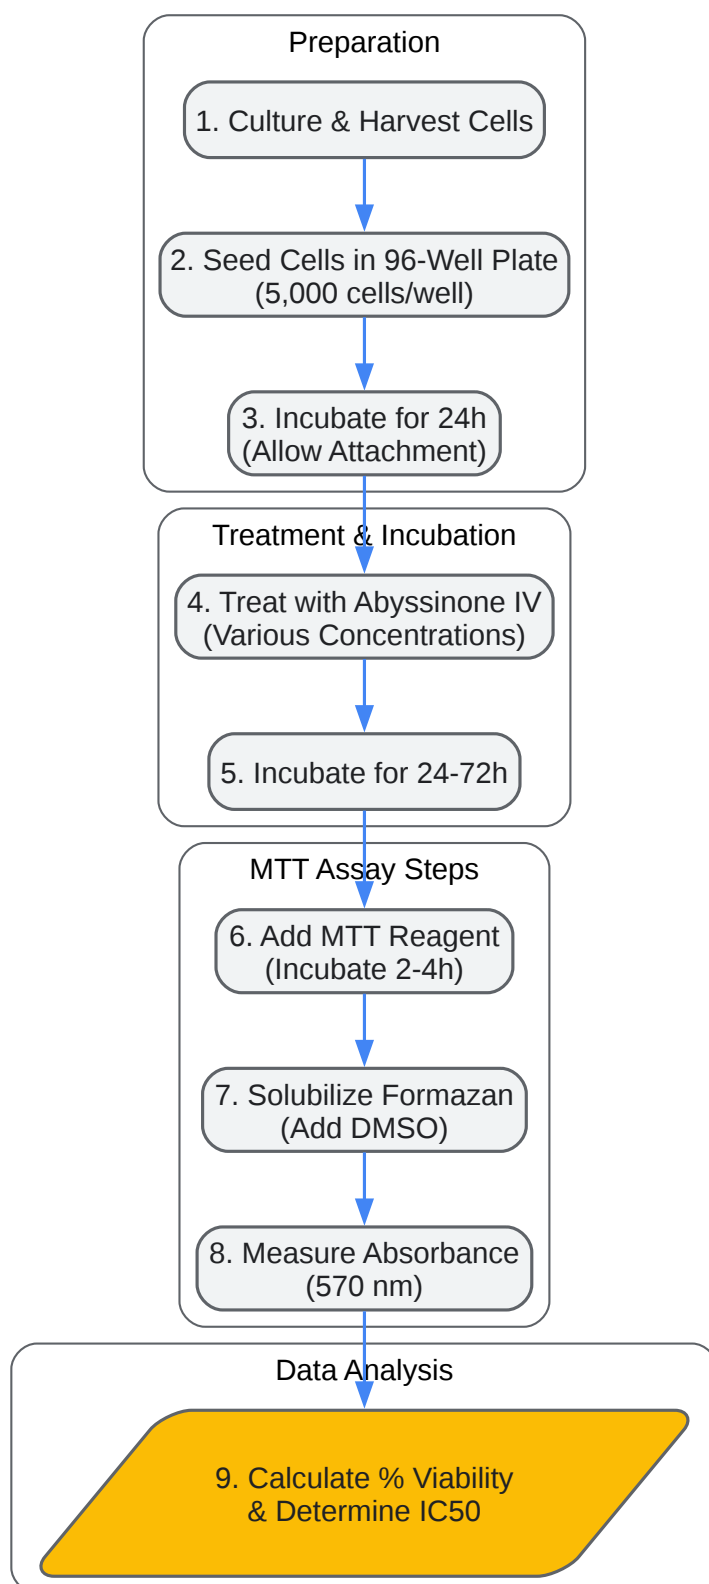 Preparation
1. Culture & Harvest Cells
2. Seed Cells in 96-Well Plate
(5,000 cells/well)
3. Incubate for 24h
(Allow Attachment)
Treatment & Incubation
4. Treat with Abyssinone IV
(Various Concentrations)
5. Incubate for 24-72h
MTT Assay Steps
6. Add MTT Reagent
(Incubate 2-4h)
7. Solubilize Formazan
(Add DMSO)
8. Measure Absorbance
(570 nm)
Data Analysis
9. Calculate % Viability
& Determine IC50